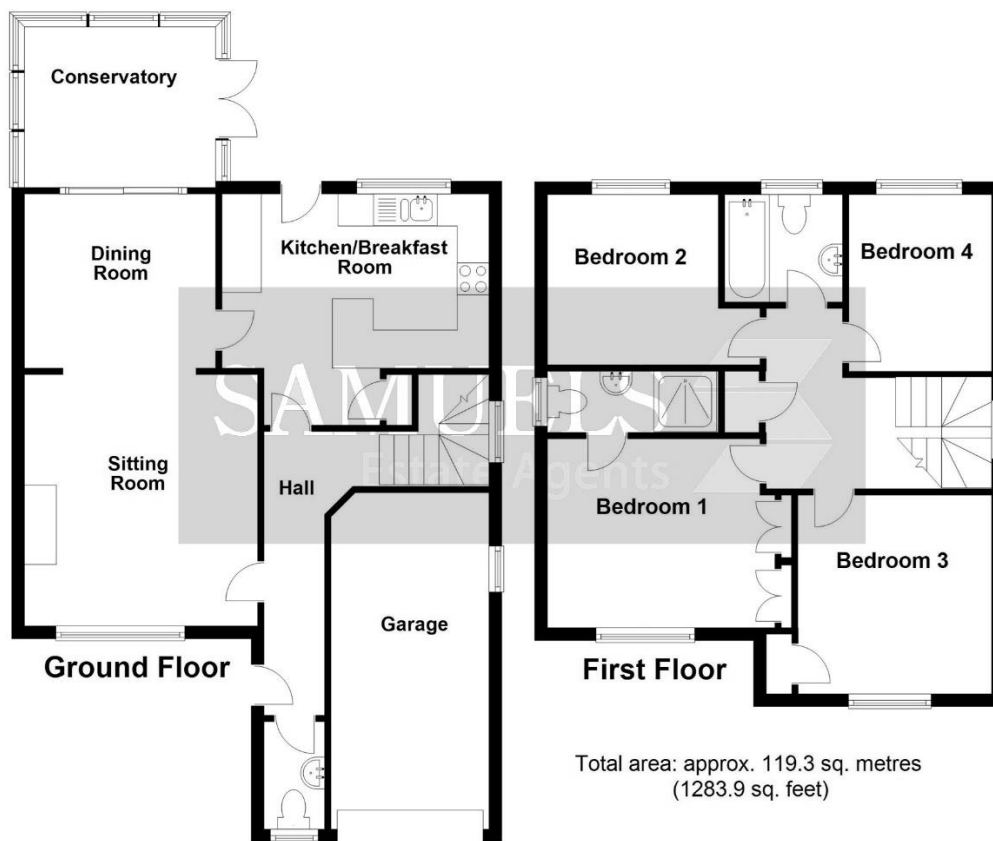 Conservatory
Dining
Room
Kitchen/Breakfast
Room
Sitting
Room
Hall
Garage
Ground Floor
Bedroom 2
Bedroom 4
Bedroom 1
Bedroom 3
First Floor
SAMUELS
Estate Agents
Total area: approx. 119.3 sq. metres
(1283.9 sq. feet)